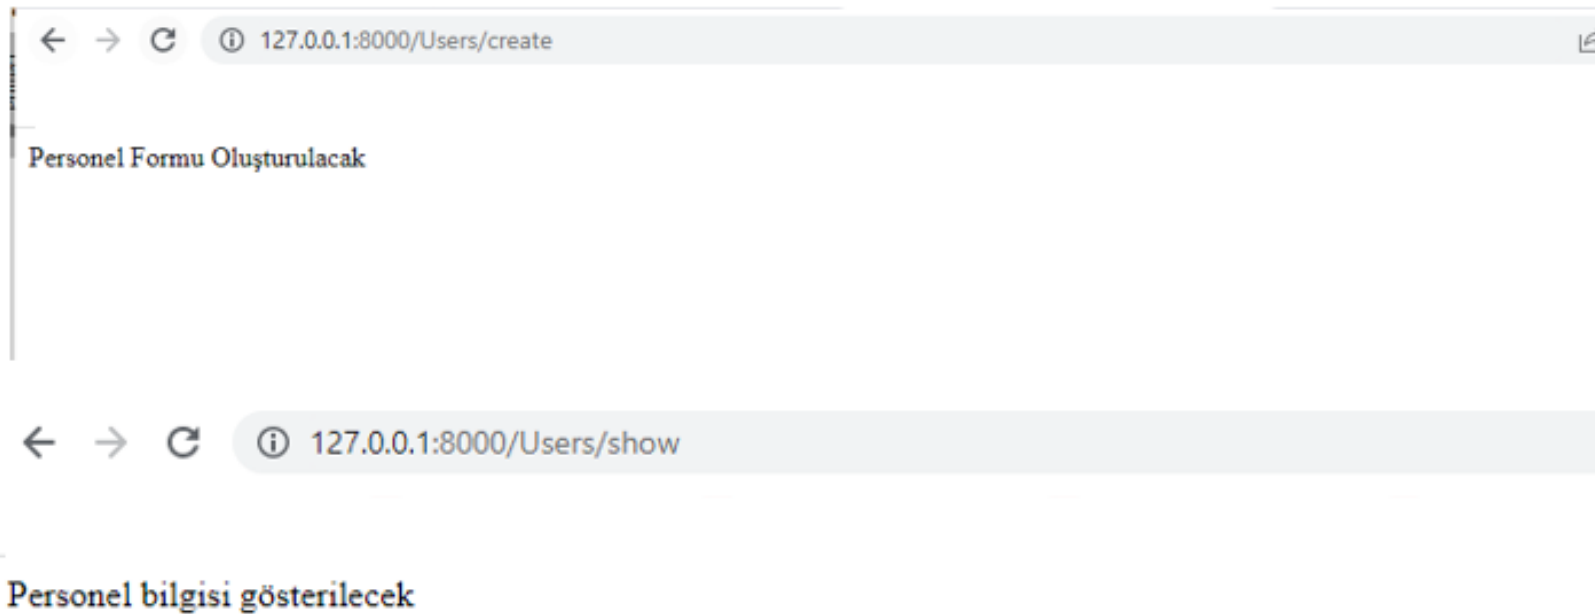 127.0.0.1:8000/Users/create
Personel Formu Oluşturulacak
127.0.0.1:8000/Users/show
Personel bilgisi gösterilecek